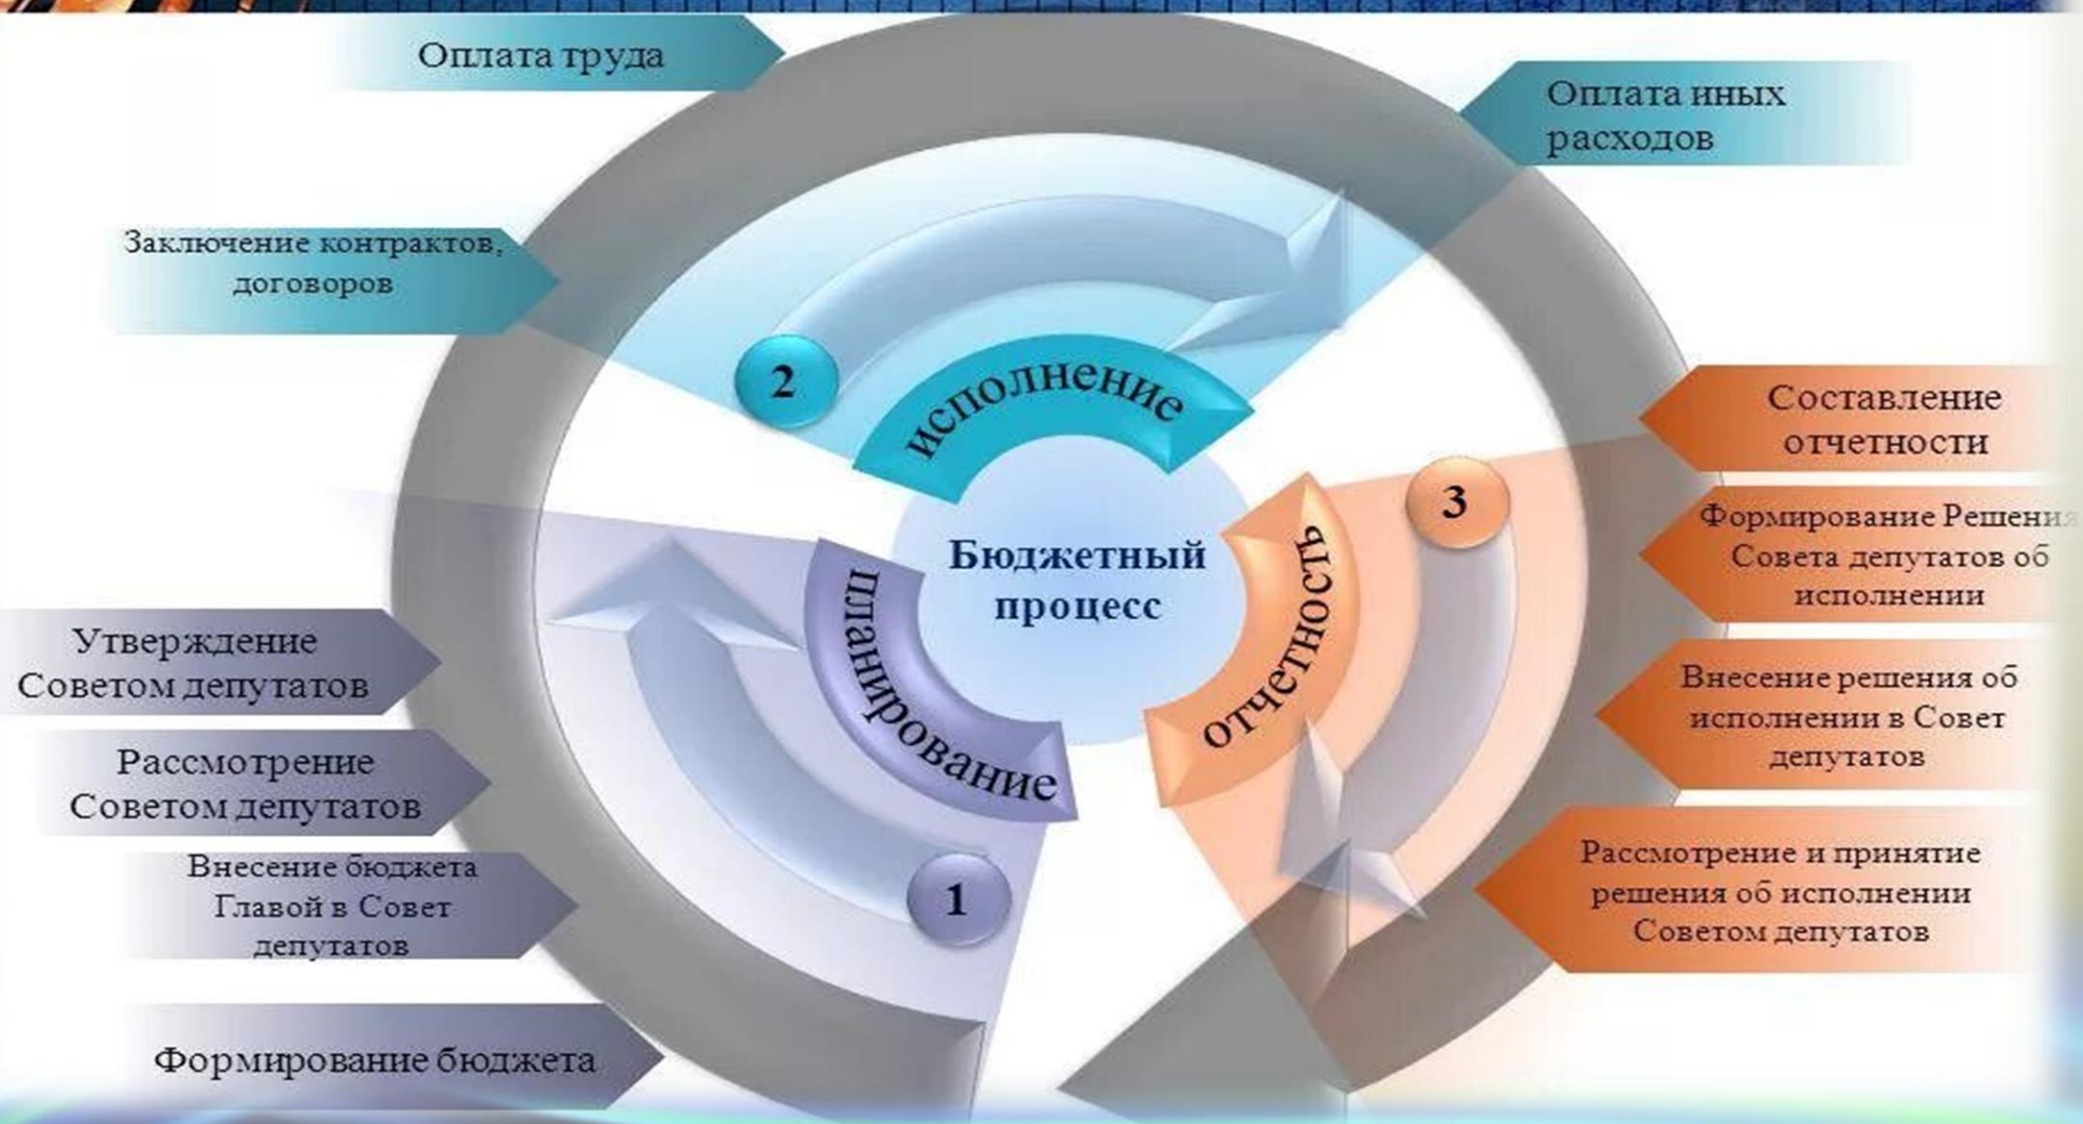 Оплата труда
Оплата иных
расходов
Заключение контрактов,
договоров
2
исполнение
Составление
отчетности
3
Формирование Решения
Совета депутатов об
исполнении
Бюджетный
процесс
планирование
отчетность
Утверждение
Советом депутатов
Внесение решения об
исполнении в Совет
депутатов
Рассмотрение
Советом депутатов
Внесение бюджета
Главой в Совет
депутатов
1
Рассмотрение и принятие
решения об исполнении
Советом депутатов
Формирование бюджета